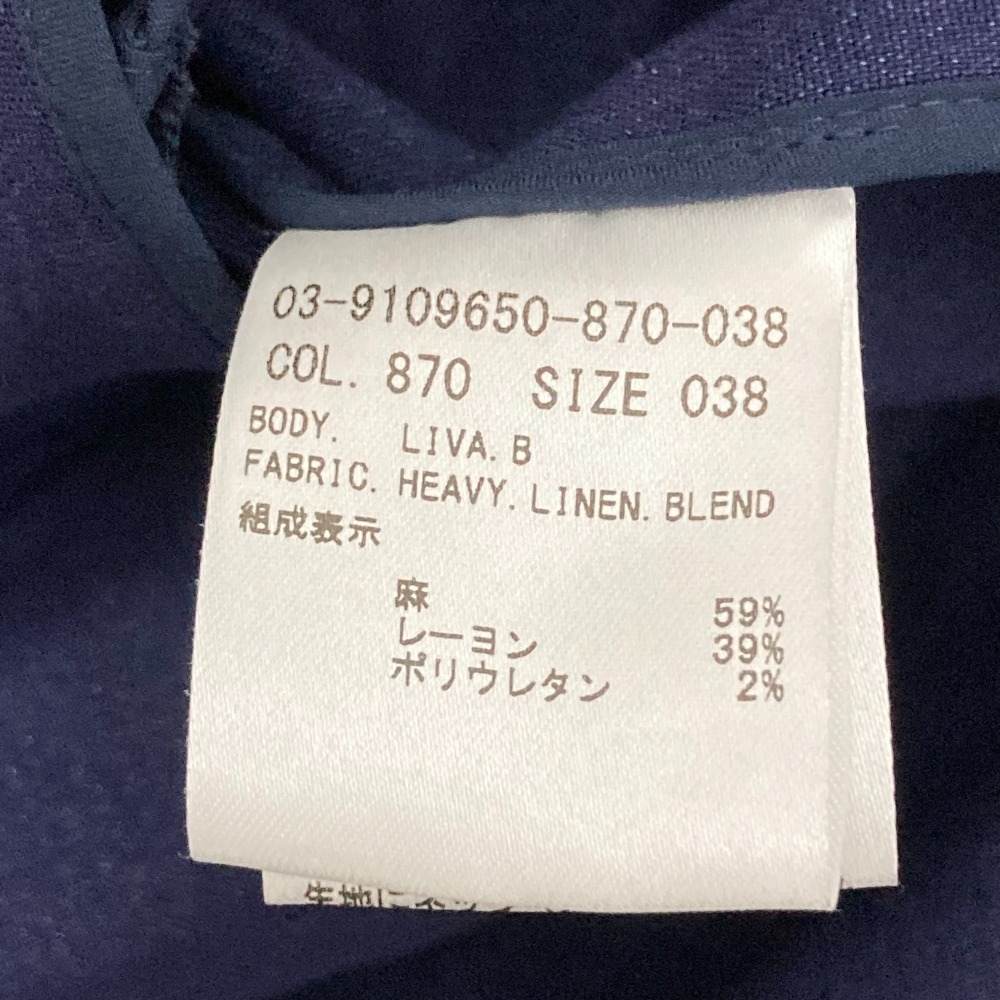 03-9109650-870-038
COL. 870 SIZE 038
BODY. LIVA.B
FABRIC. HEAVY.LINEN.BLEND
組成表示
麻 59%
レーヨン 39%
ポリウレタン 2%